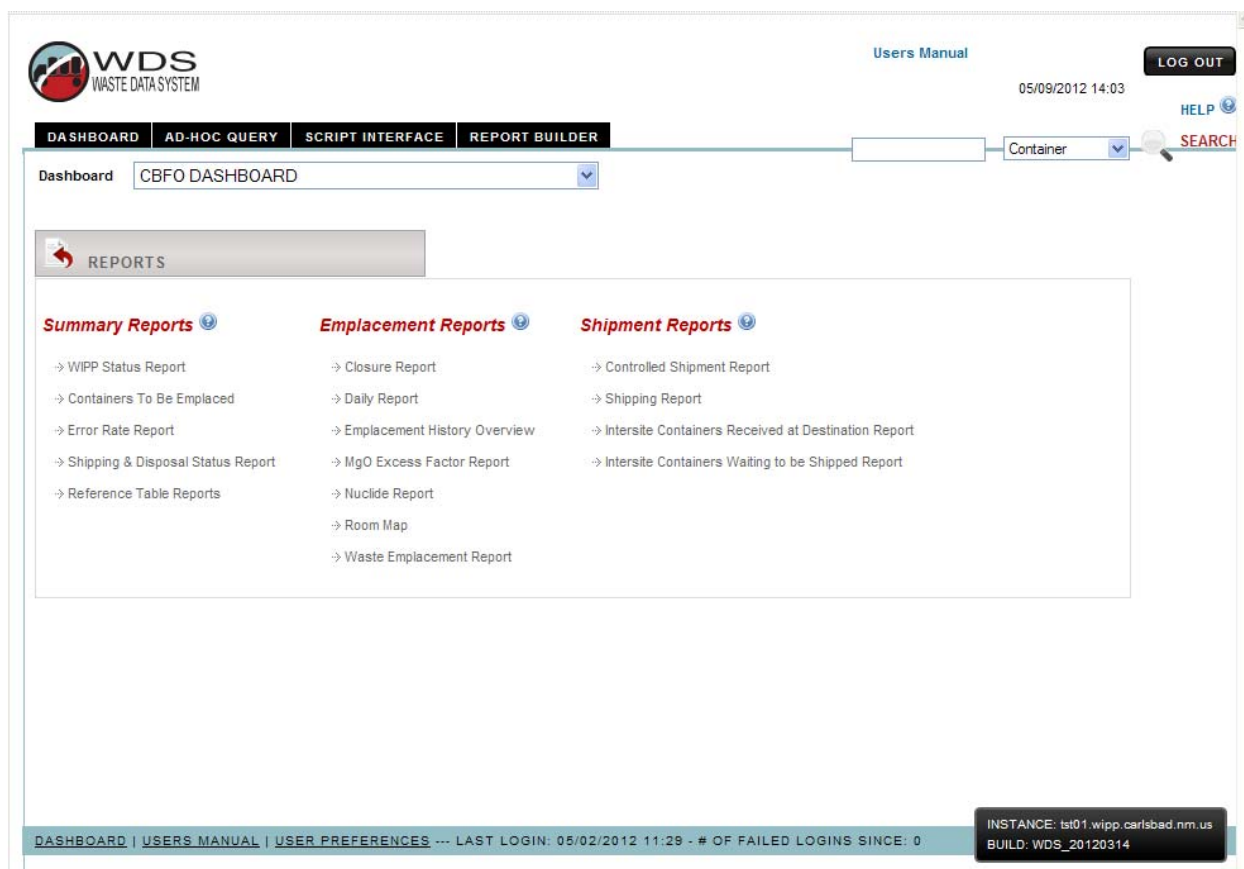 WDS
WASTE DATA SYSTEM
Users Manual
LOG OUT
05/09/2012 14:03
HELP
DASHBOARD AD-HOC QUERY SCRIPT INTERFACE REPORT BUILDER
Container
SEARCH
Dashboard CBFO DASHBOARD
REPORTS
Summary Reports
WIPP Status Report
Containers To Be Emplaced
Error Rate Report
Shipping & Disposal Status Report
Reference Table Reports
Emplacement Reports
Closure Report
Daily Report
Emplacement History Overview
MgO Excess Factor Report
Nuclide Report
Room Map
Waste Emplacement Report
Shipment Reports
Controlled Shipment Report
Shipping Report
Intersite Containers Received at Destination Report
Intersite Containers Waiting to be Shipped Report
DASHBOARD | USERS MANUAL | USER PREFERENCES --- LAST LOGIN: 05/02/2012 11:29 - # OF FAILED LOGINS SINCE: 0
INSTANCE: tst01.wipp.carlsbad.nm.us
BUILD: WDS_20120314